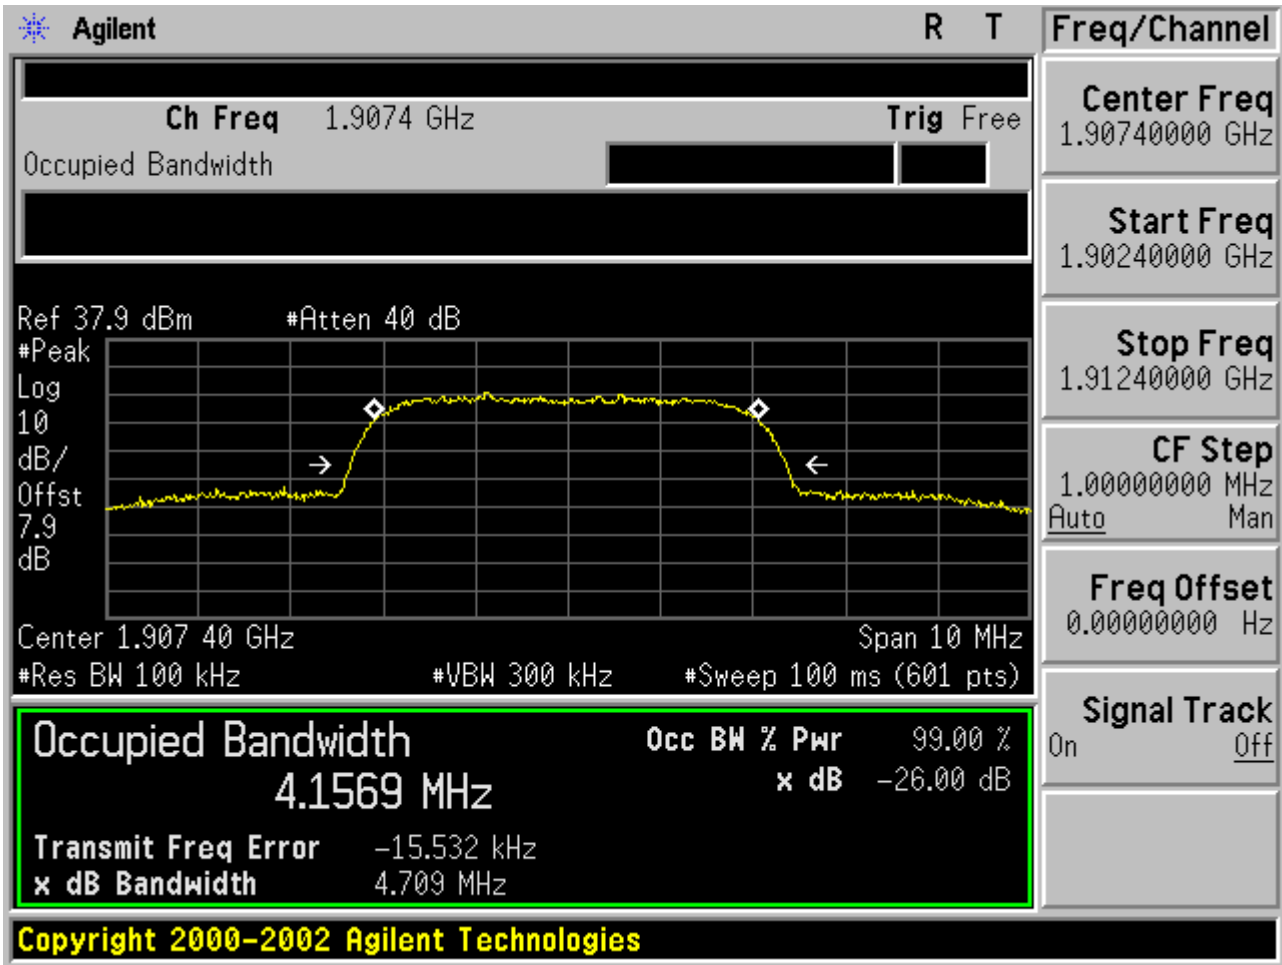 Agilent R T Freq/Channel
Ch Freq 1.9074 GHz Trig Free
Occupied Bandwidth
Center Freq
1.90740000 GHz
Start Freq
1.90240000 GHz
Stop Freq
1.91240000 GHz
CF Step
1.00000000 MHz
Auto Man
Freq Offset
0.00000000 Hz
Signal Track
On Off
Ref 37.9 dBm #Atten 40 dB
#Peak
Log
10
dB/
Offst
7.9
dB
Center 1.907 40 GHz Span 10 MHz
#Res BW 100 kHz #VBW 300 kHz #Sweep 100 ms (601 pts)
Occupied Bandwidth
4.1569 MHz
Occ BW % Pwr 99.00 %
x dB -26.00 dB
Transmit Freq Error -15.532 kHz
x dB Bandwidth 4.709 MHz
Copyright 2000-2002 Agilent Technologies